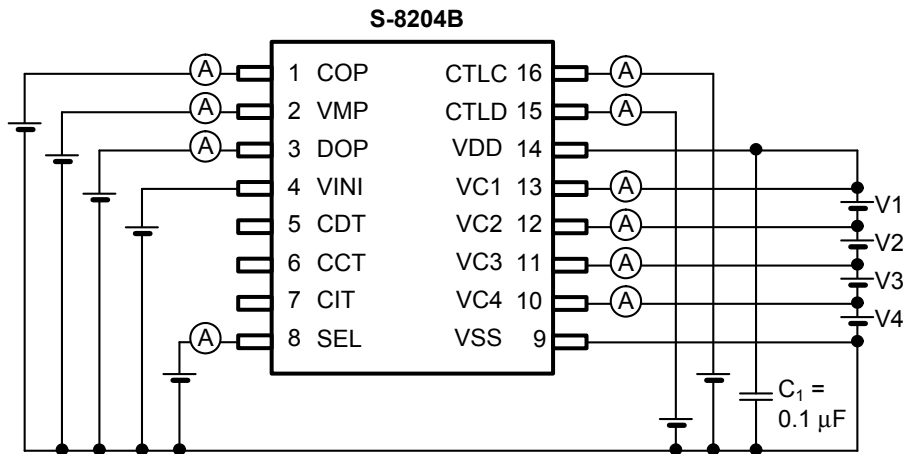 S-8204B
A 1 COP CTLC 16 A
A 2 VMP CTLD 15 A
A 3 DOP VDD 14
4 VINI VC1 13 A
V1
5 CDT VC2 12 A
V2
6 CCT VC3 11 A
V3
7 CIT VC4 10 A
V4
A 8 SEL VSS 9
C1 =
0.1 μF